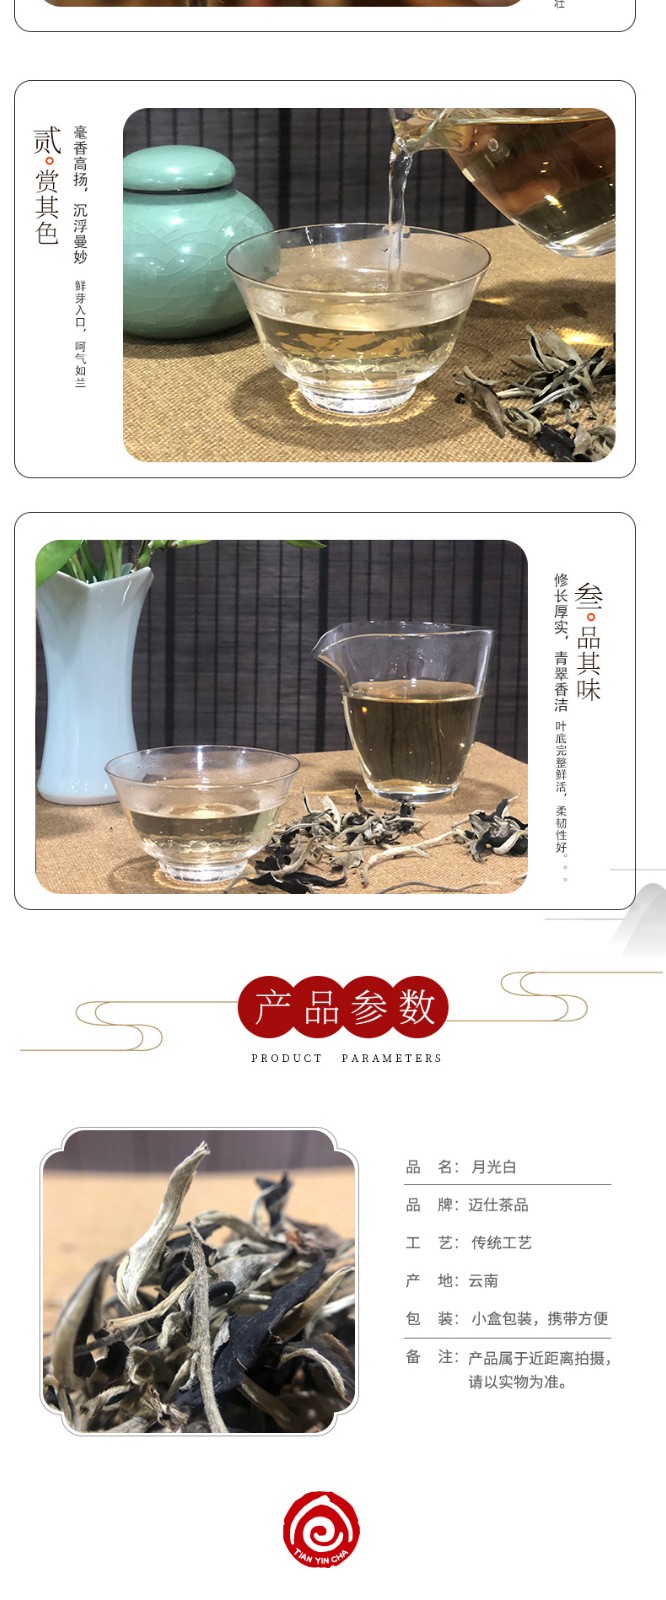 壮
贰
赏其色
毫香高扬，沉浮曼妙
鲜芽入口，呵气如兰
叁
品其味
修长厚实，青翠香洁
叶底完整鲜活，柔韧性好。。。
产品参数
PRODUCT PARAMETERS
品 名：月光白
品 牌：迈仕茶品
工 艺：传统工艺
产 地：云南
包 装：小盒包装，携带方便
备 注：产品属于近距离拍摄，
请以实物为准。
TIAN YIN CHA